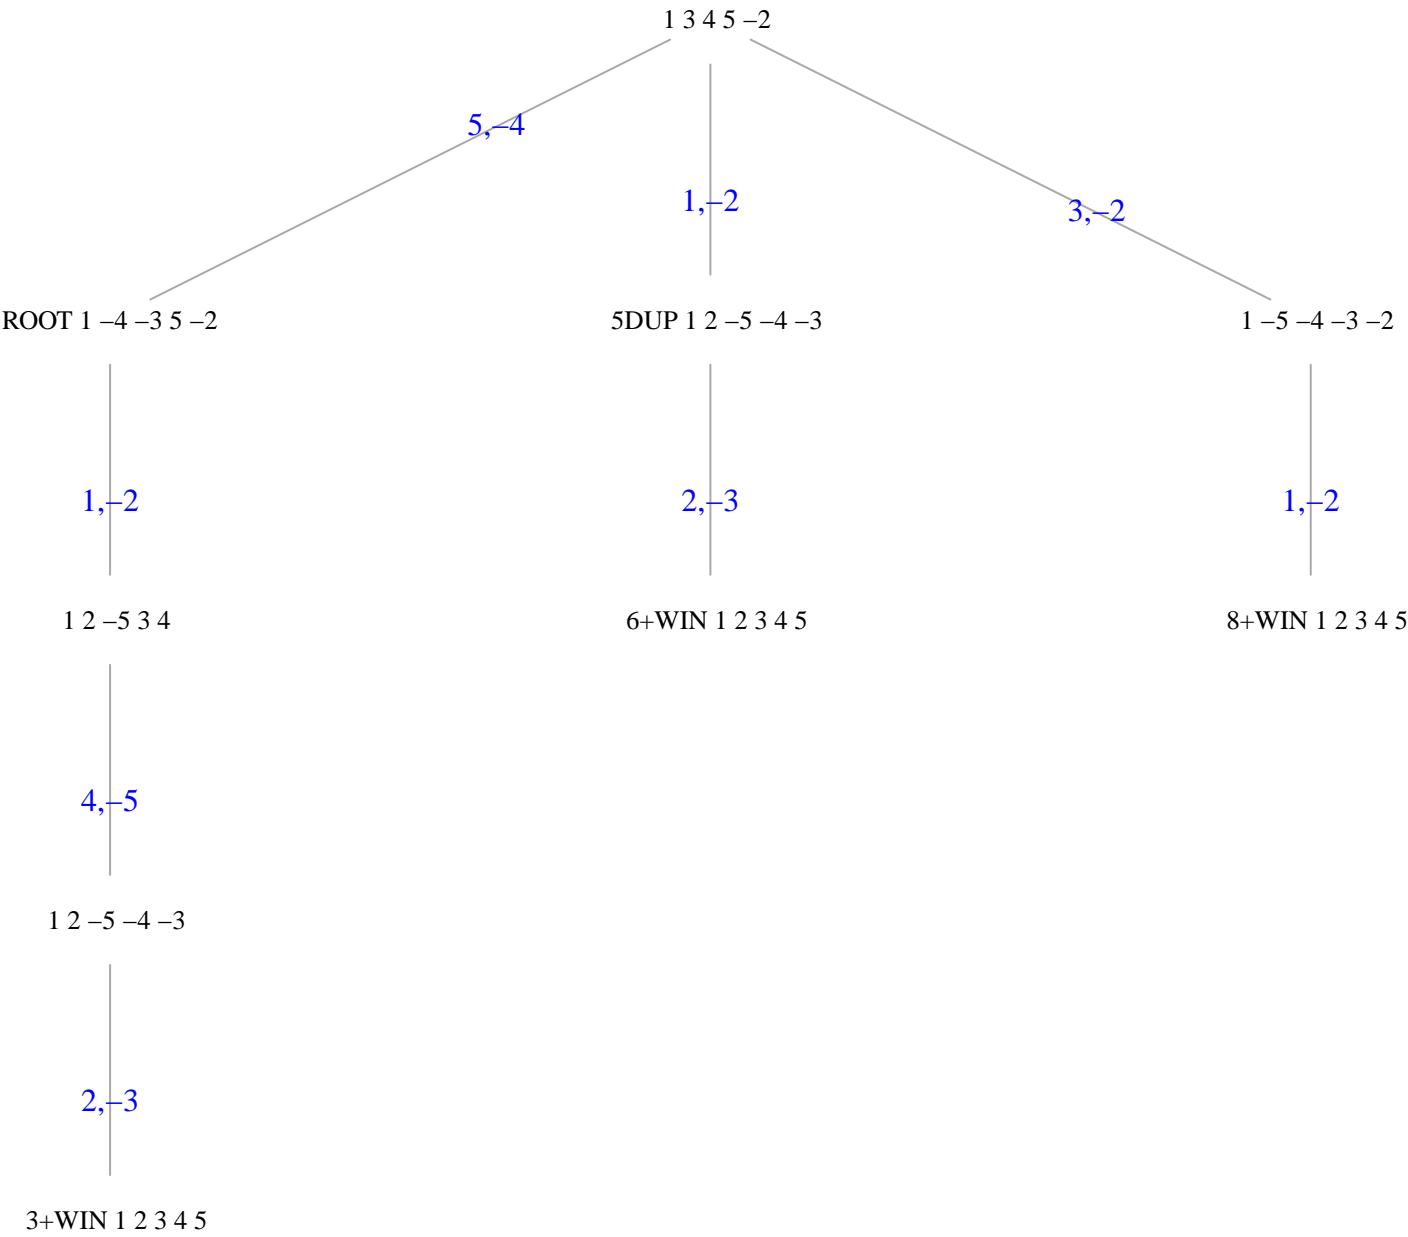 1 3 4 5 –2
5,–4
1,–2
3,–2
ROOT 1 –4 –3 5 –2
5DUP 1 2 –5 –4 –3
1 –5 –4 –3 –2
1,–2
2,–3
1,–2
1 2 –5 3 4
6+WIN 1 2 3 4 5
8+WIN 1 2 3 4 5
4,–5
1 2 –5 –4 –3
2,–3
3+WIN 1 2 3 4 5